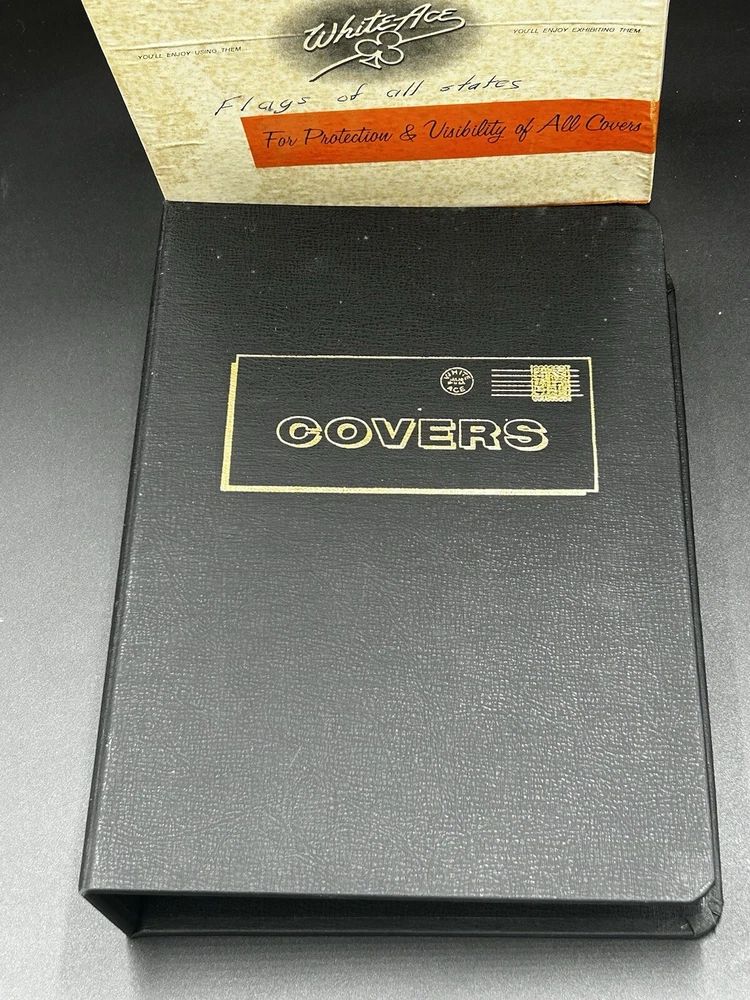 White Ace
YOU'LL ENJOY USING THEM.
YOU'LL ENJOY EXHIBITING THEM.
Flags of all states
For Protection & Visibility of All Covers
WHITE
ACE
COVERS